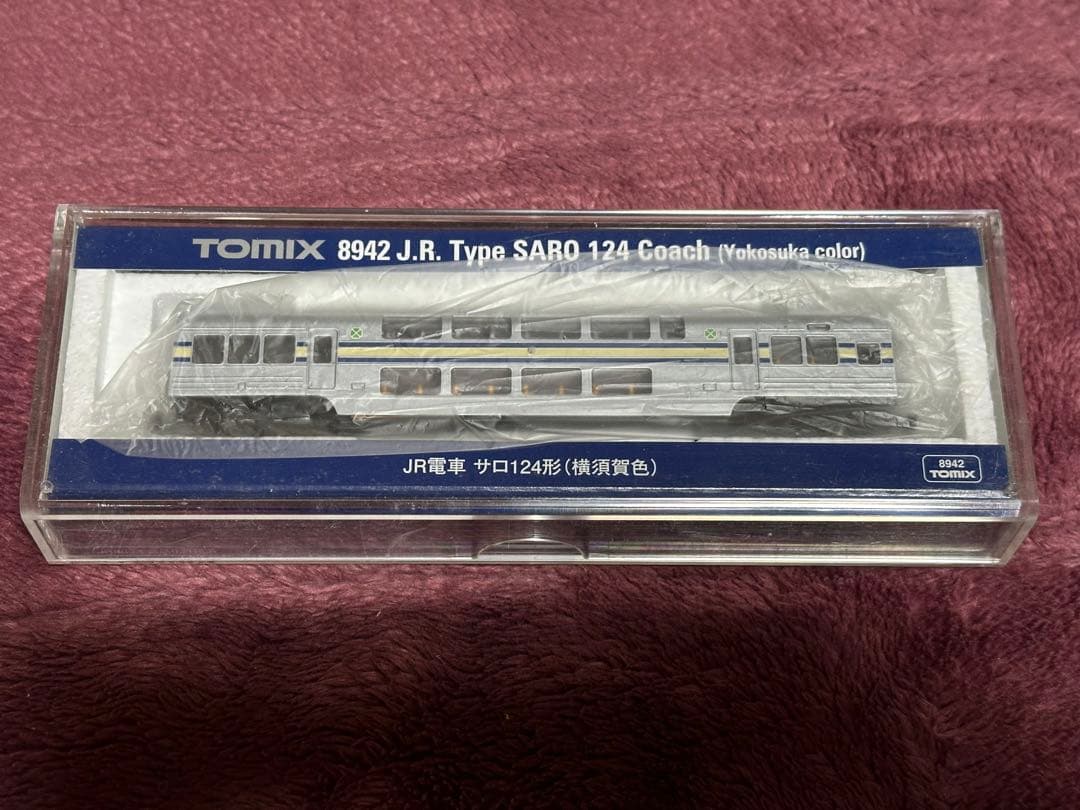 TOMIX 8942 J.R. Type SARO 124 Coach (Yokosuka color)
JR電車 サロ124形(横須賀色)
8942
TOMIX